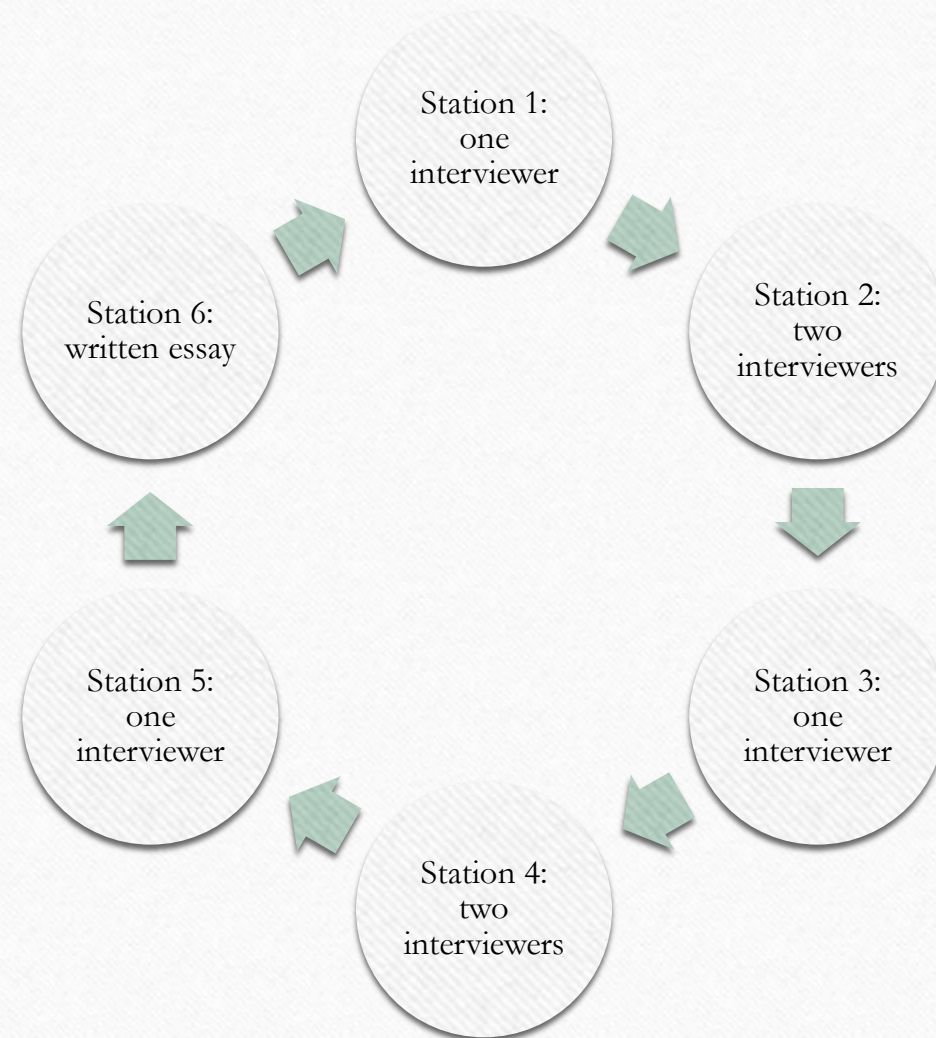 Station 1:
one
interviewer
Station 2:
two
interviewers
Station 3:
one
interviewer
Station 4:
two
interviewers
Station 5:
one
interviewer
Station 6:
written essay